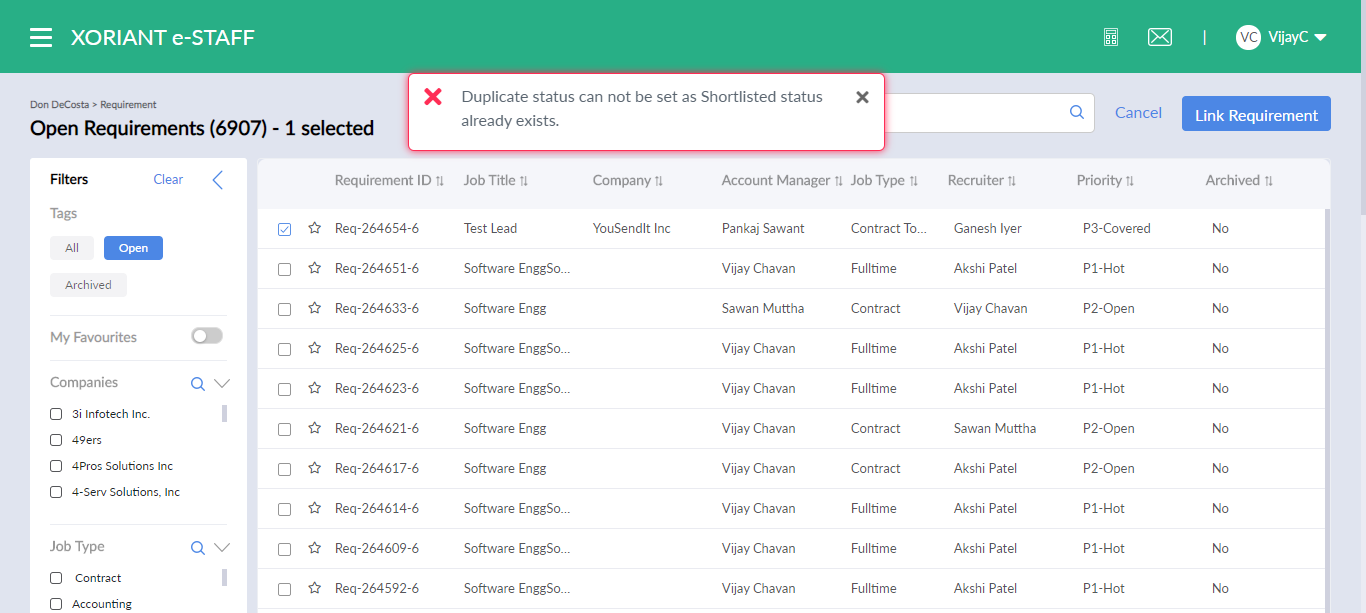 XORIANT e-STAFF
|
VC VijayC
Don DeCosta > Requirement
Open Requirements (6907) - 1 selected
Duplicate status can not be set as Shortlisted status
already exists.
Cancel
Link Requirement
Filters Clear
Tags
All Open
Archived
My Favourites
Companies
3i Infotech Inc.
49ers
4Pros Solutions Inc
4-Serv Solutions, Inc
Job Type
Contract
Accounting
Requirement ID Job Title Company Account Manager Job Type Recruiter Priority Archived
Req-264654-6 Test Lead YouSendIt Inc Pankaj Sawant Contract To... Ganesh Iyer P3-Covered No
Req-264651-6 Software EnggSo... Vijay Chavan Fulltime Akshi Patel P1-Hot No
Req-264633-6 Software Engg Sawan Muttha Contract Vijay Chavan P2-Open No
Req-264625-6 Software EnggSo... Vijay Chavan Fulltime Akshi Patel P1-Hot No
Req-264623-6 Software EnggSo... Vijay Chavan Fulltime Akshi Patel P1-Hot No
Req-264621-6 Software Engg Vijay Chavan Contract Sawan Muttha P2-Open No
Req-264617-6 Software Engg Vijay Chavan Contract Akshi Patel P2-Open No
Req-264614-6 Software EnggSo... Vijay Chavan Fulltime Akshi Patel P1-Hot No
Req-264609-6 Software EnggSo... Vijay Chavan Fulltime Akshi Patel P1-Hot No
Req-264592-6 Software EnggSo... Vijay Chavan Fulltime Akshi Patel P1-Hot No